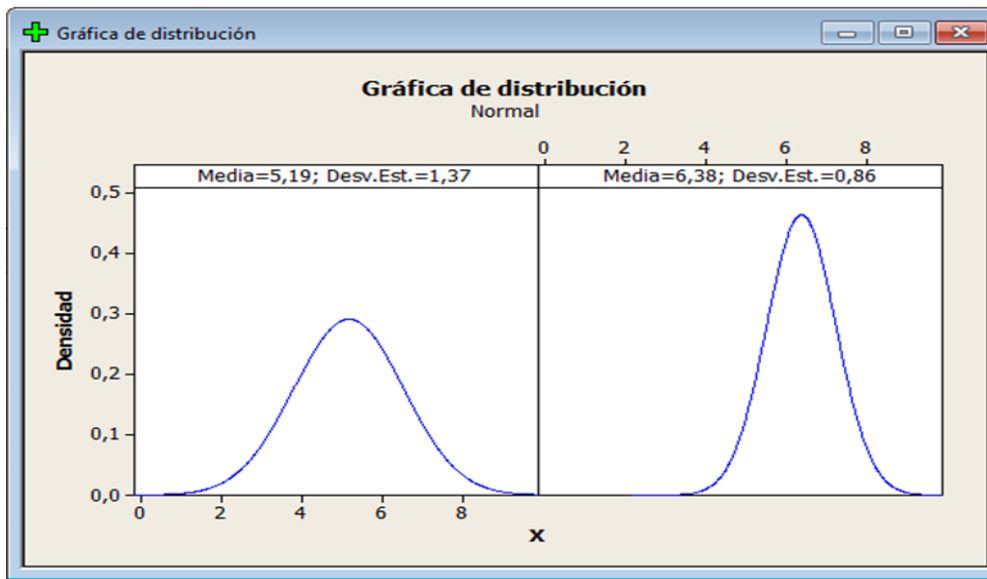 Gráfica de distribución
Gráfica de distribución
Normal
0 2 4 6 8
Media=5,19; Desv.Est.=1,37
Media=6,38; Desv.Est.=0,86
0,5
0,4
0,3
0,2
0,1
0,0
Densidad
0 2 4 6 8
X